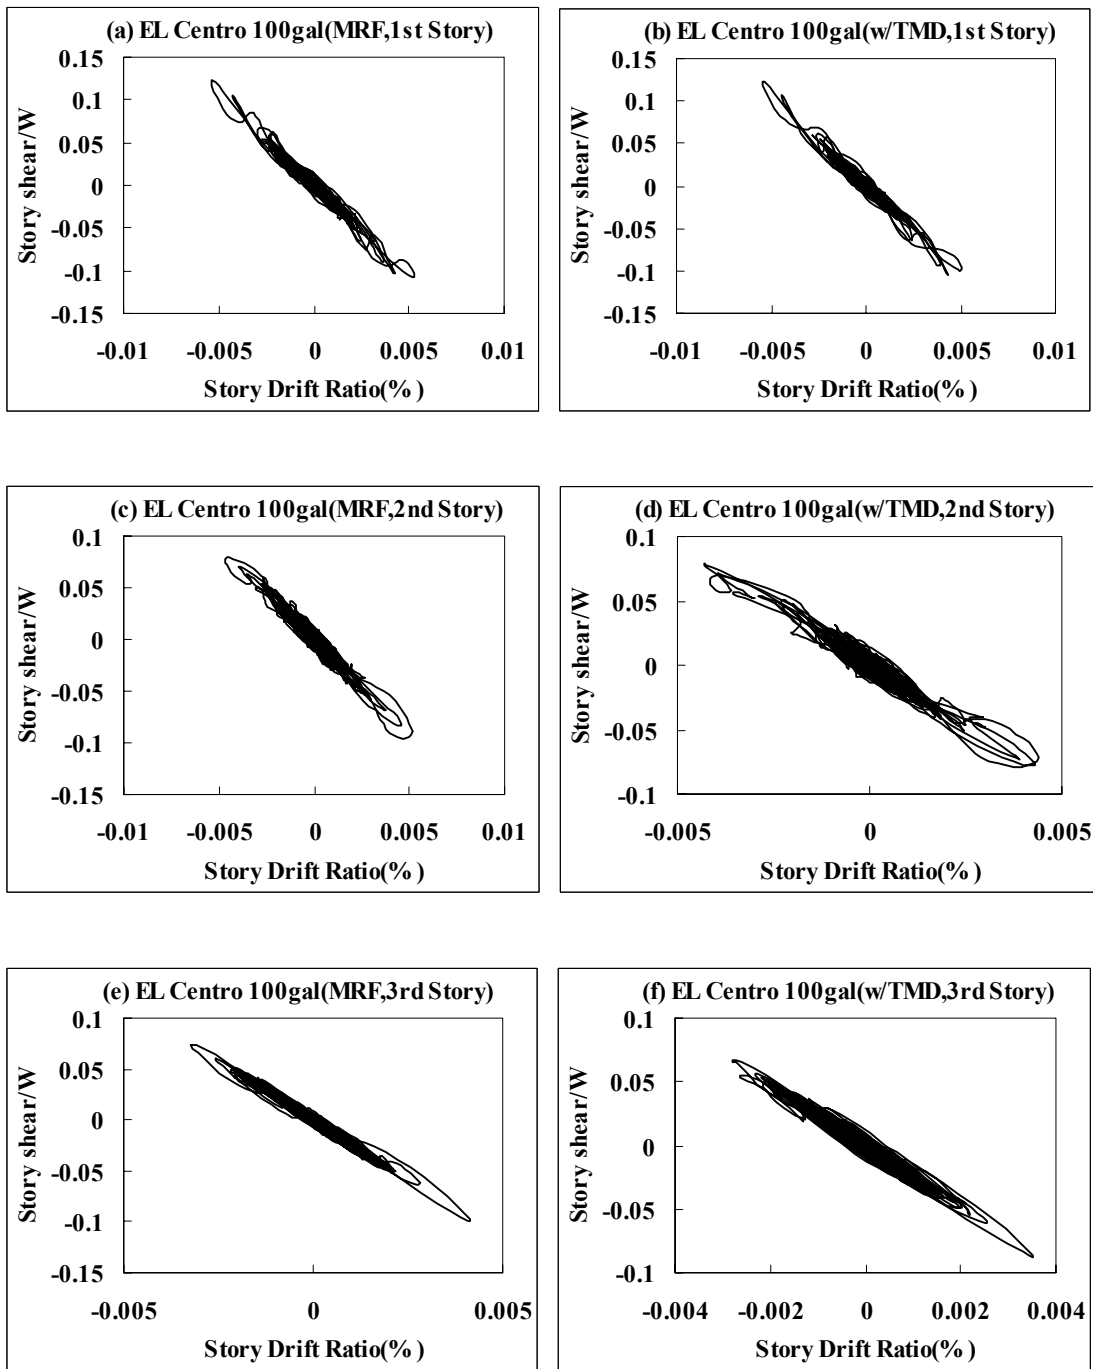 (a) EL Centro 100gal(MRF,1st Story)
0.15
0.1
0.05
0
-0.05
-0.1
-0.15
Story shear/W
-0.01 -0.005 0 0.005 0.01
Story Drift Ratio(%)
(b) EL Centro 100gal(w/TMD,1st Story)
0.15
0.1
0.05
0
-0.05
-0.1
-0.15
Story shear/W
-0.01 -0.005 0 0.005 0.01
Story Drift Ratio(%)
(c) EL Centro 100gal(MRF,2nd Story)
0.1
0.05
0
-0.05
-0.1
-0.15
Story shear/W
-0.01 -0.005 0 0.005 0.01
Story Drift Ratio(%)
(d) EL Centro 100gal(w/TMD,2nd Story)
0.1
0.05
0
-0.05
-0.1
Story shear/W
-0.005 0 0.005
Story Drift Ratio(%)
(e) EL Centro 100gal(MRF,3rd Story)
0.1
0.05
0
-0.05
-0.1
-0.15
Story shear/W
-0.005 0 0.005
Story Drift Ratio(%)
(f) EL Centro 100gal(w/TMD,3rd Story)
0.1
0.05
0
-0.05
-0.1
Story shear/W
-0.004 -0.002 0 0.002 0.004
Story Drift Ratio(%)